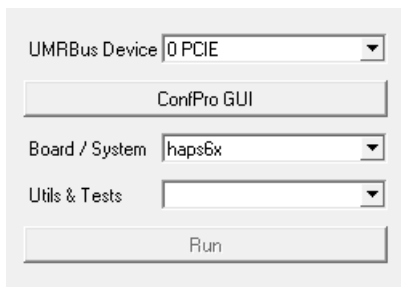 UMRBus Device 0 PCIE
ConfPro GUI
Board / System haps6x
Utils & Tests
Run